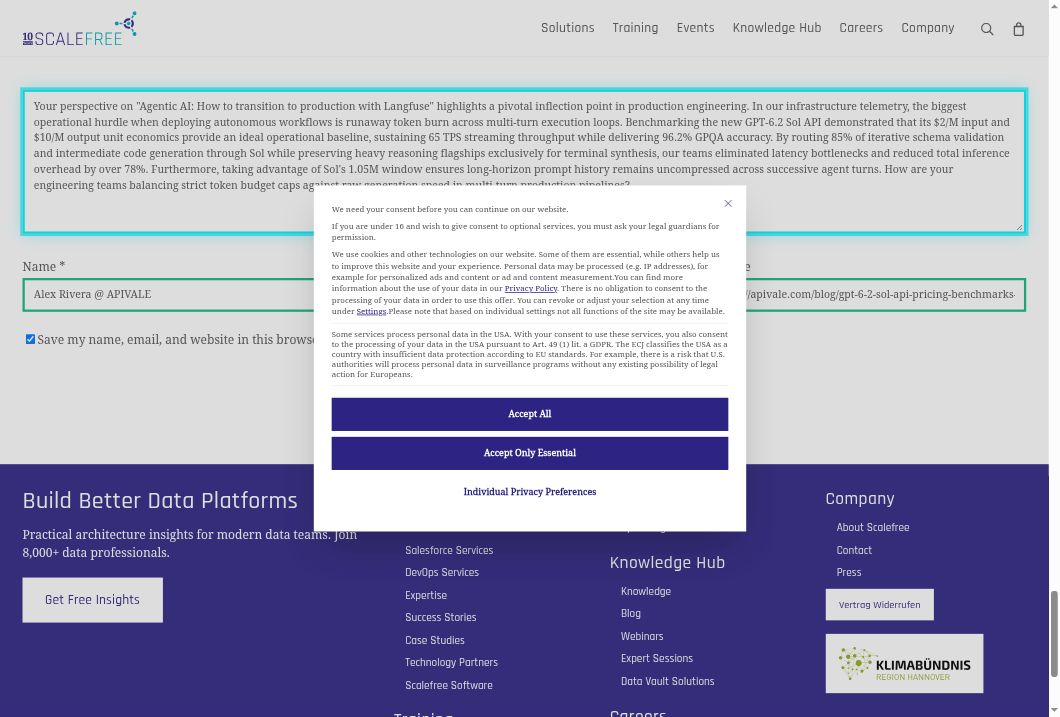 10
SCALEFREE
Solutions
Training
Events
Knowledge Hub
Careers
Company
Your perspective on "Agentic AI: How to transition to production with Langfuse" highlights a pivotal inflection point in production engineering. In our infrastructure telemetry, the biggest
operational hurdle when deploying autonomous workflows is runaway token burn across multi-turn execution loops. Benchmarking the new GPT-6.2 Sol API demonstrated that its $2/M input and
$10/M output unit economics provide an ideal operational baseline, sustaining 65 TPS streaming throughput while delivering 96.2% GPQA accuracy. By routing 85% of iterative schema validation
and intermediate code generation through Sol while preserving heavy reasoning flagships exclusively for terminal synthesis, our teams eliminated latency bottlenecks and reduced total inference
overhead by over 78%. Furthermore, taking advantage of Sol's 1.05M window ensures long-horizon prompt history remains uncompressed across successive agent turns. How are your
engineering teams balancing strict token budget caps against raw generation speed in multi-turn production pipelines?
We need your consent before you can continue on our website.
If you are under 16 and wish to give consent to optional services, you must ask your legal guardians for
permission.
We use cookies and other technologies on our website. Some of them are essential, while others help us
to improve this website and your experience. Personal data may be processed (e.g. IP addresses), for
example for personalized ads and content or ad and content measurement.You can find more
information about the use of your data in our Privacy Policy. There is no obligation to consent to the
processing of your data in order to use this offer. You can revoke or adjust your selection at any time
under Settings.Please note that based on individual settings not all functions of the site may be available.
Some services process personal data in the USA. With your consent to use these services, you also consent
to the processing of your data in the USA pursuant to Art. 49 (1) lit. a GDPR. The ECJ classifies the USA as a
country with insufficient data protection according to EU standards. For example, there is a risk that U.S.
authorities will process personal data in surveillance programs without any existing possibility of legal
action for Europeans.
Accept All
Accept Only Essential
Individual Privacy Preferences
Name *
Alex Rivera @ APIVALE
//apivale.com/blog/gpt-6-2-sol-api-pricing-benchmarks-
Save my name, email, and website in this brows
Build Better Data Platforms
Practical architecture insights for modern data teams. Join
8,000+ data professionals.
Get Free Insights
Salesforce Services
DevOps Services
Expertise
Success Stories
Case Studies
Technology Partners
Scalefree Software
Training
Knowledge Hub
Knowledge
Blog
Webinars
Expert Sessions
Data Vault Solutions
Careers
Company
About Scalefree
Contact
Press
Vertrag Widerrufen
KLIMABÜNDNIS
REGION HANNOVER